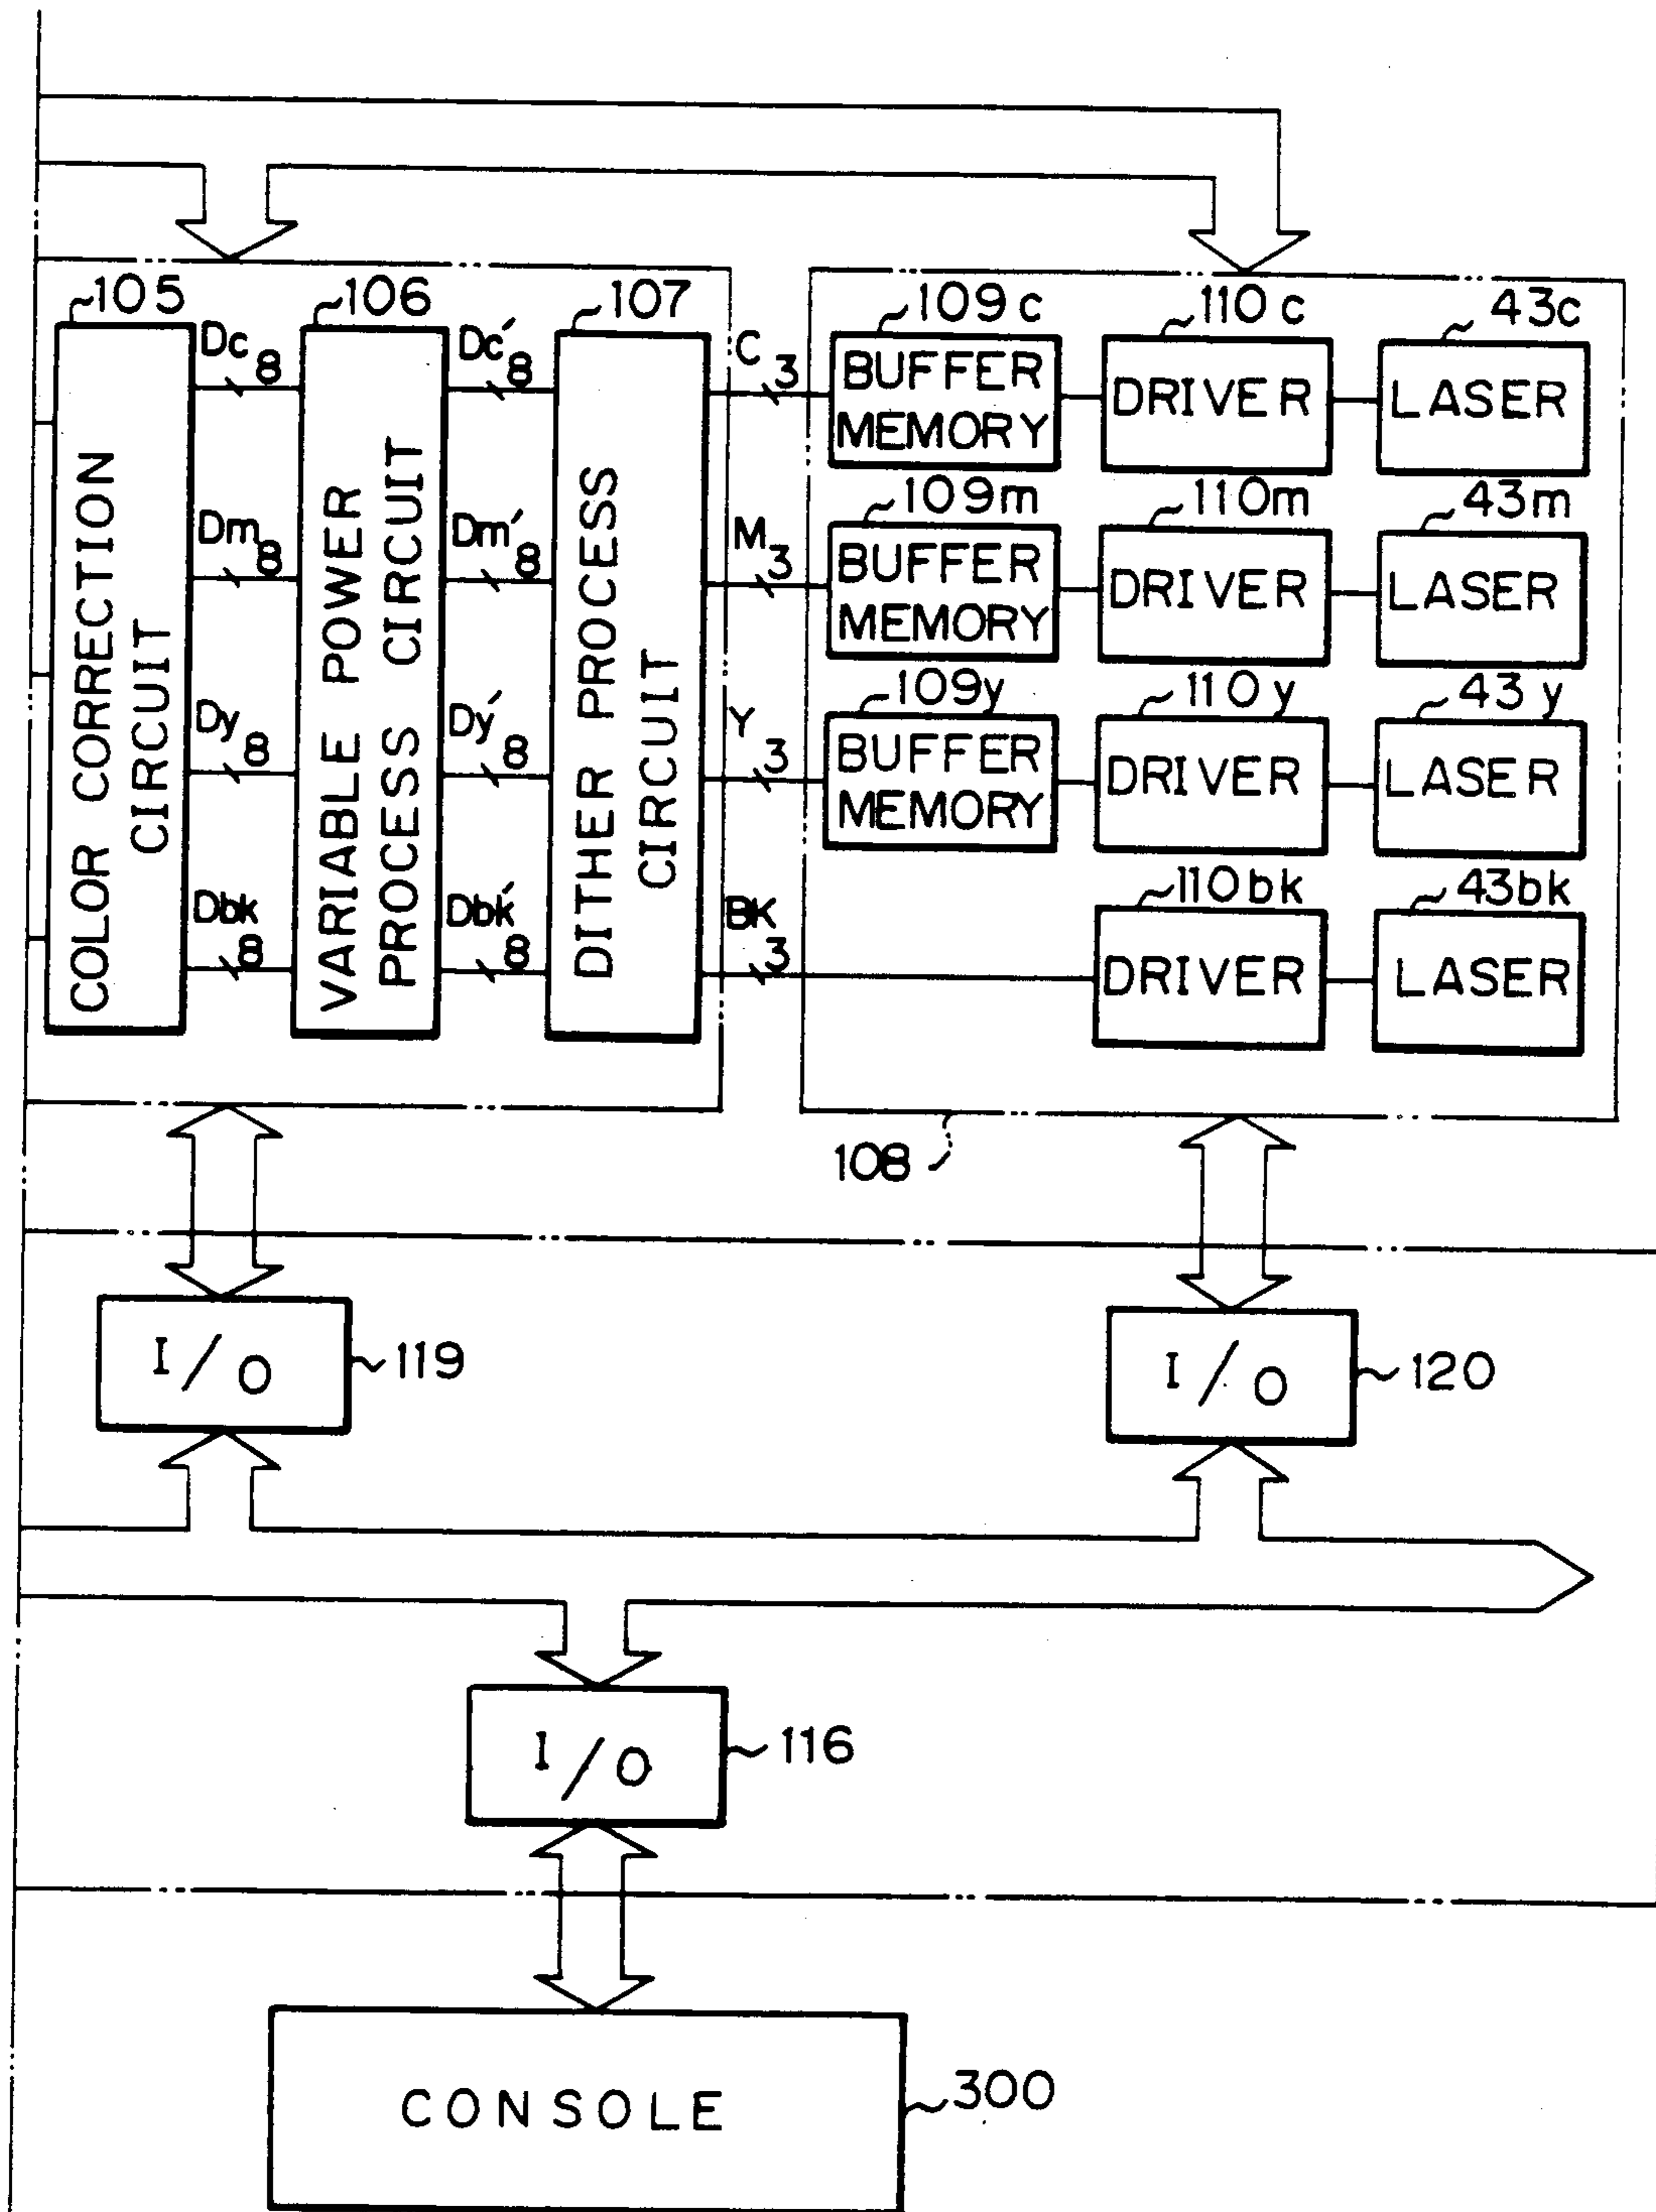 105
COLOR CORRECTION
CIRCUIT
Dc
8
Dm
8
Dy
8
Dbk
8
106
VARIABLE POWER
PROCESS CIRCUIT
Dc'
8
Dm'
8
Dy'
8
Dbk'
8
107
DITHER PROCESS
CIRCUIT
C
3
M
3
Y
3
BK
3
109c
BUFFER
MEMORY
110c
DRIVER
43c
LASER
109m
BUFFER
MEMORY
110m
DRIVER
43m
LASER
109y
BUFFER
MEMORY
110y
DRIVER
43y
LASER
110bk
DRIVER
43bk
LASER
108
I/O
119
I/O
120
I/O
116
CONSOLE
300